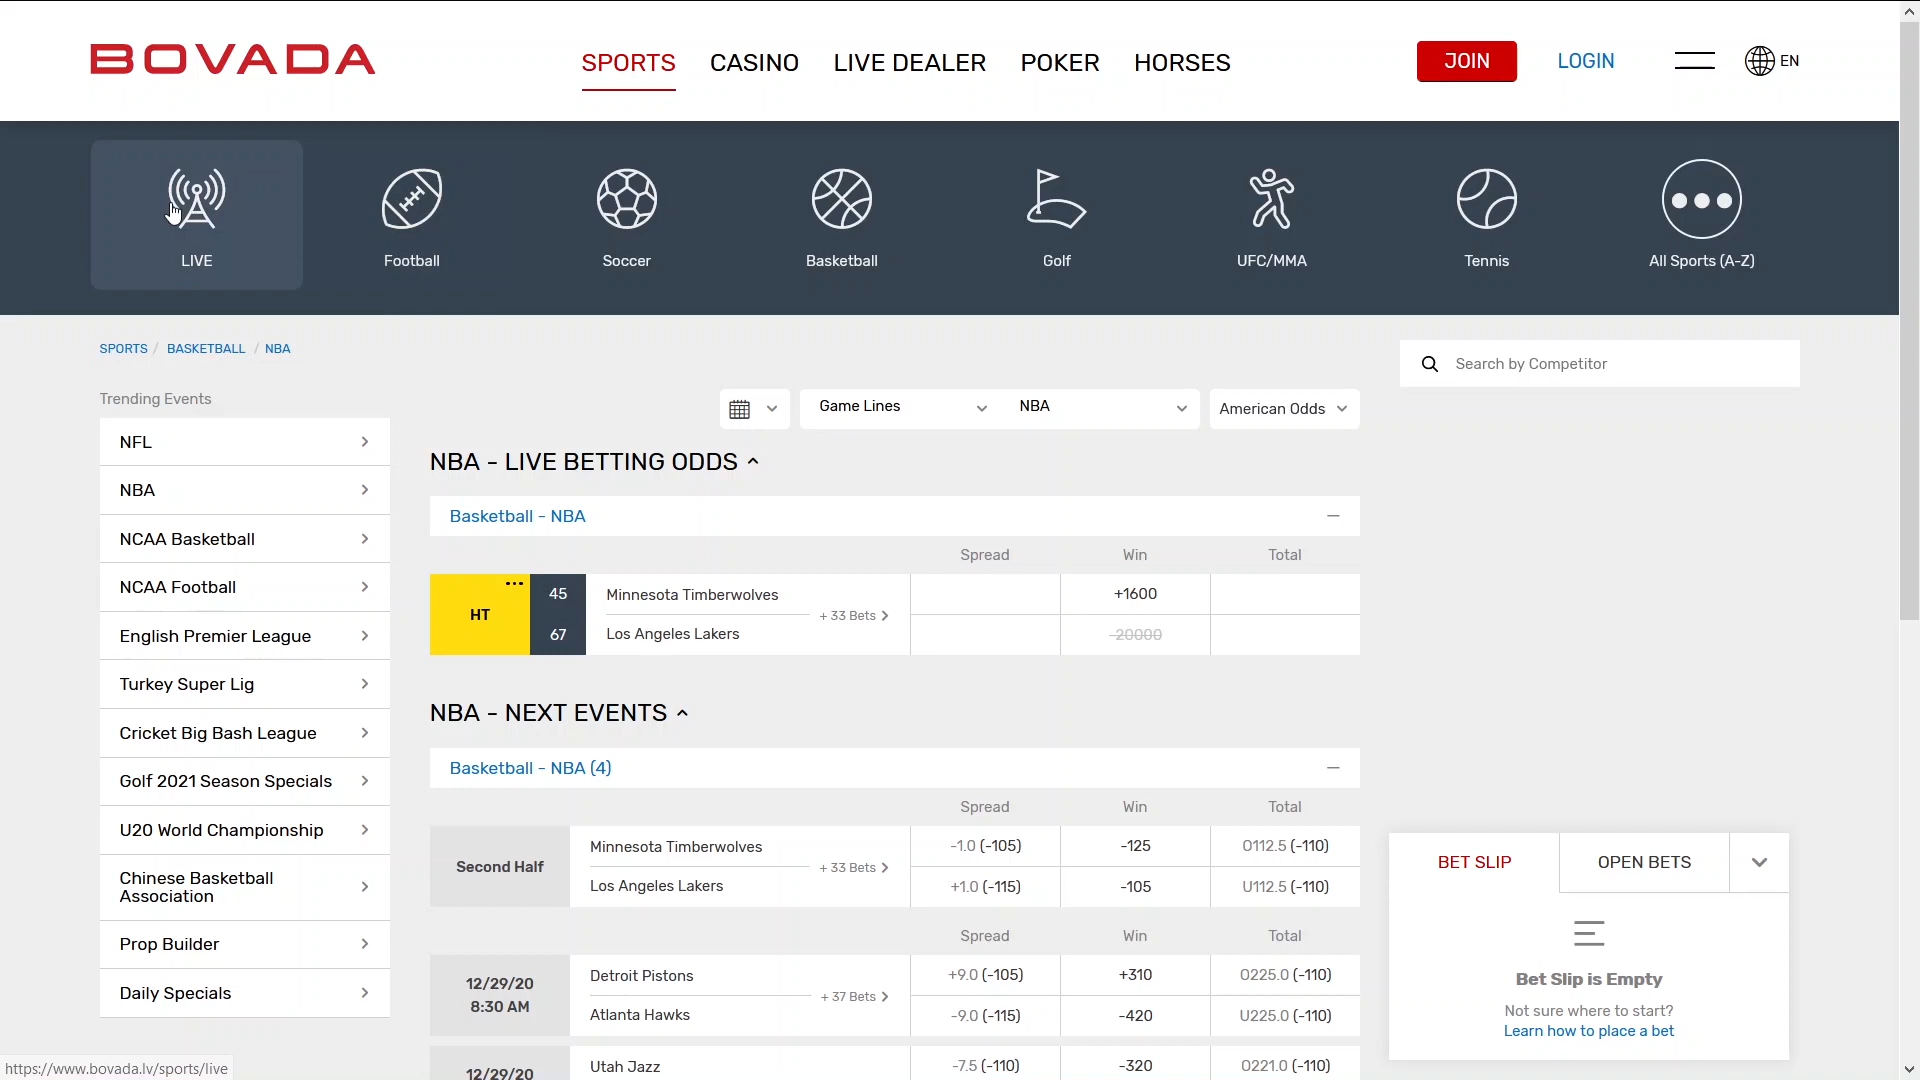 BOVADA
SPORTS CASINO LIVE DEALER POKER HORSES
JOIN LOGIN EN
LIVE
Football
Soccer
Basketball
Golf
UFC/MMA
Tennis
All Sports (A-Z)
SPORTS / BASKETBALL / NBA
Search by Competitor
Trending Events
NFL
NBA
NCAA Basketball
NCAA Football
English Premier League
Turkey Super Lig
Cricket Big Bash League
Golf 2021 Season Specials
U20 World Championship
Chinese Basketball
Association
Prop Builder
Daily Specials
Game Lines NBA American Odds
NBA - LIVE BETTING ODDS
Basketball - NBA
Spread Win Total
HT 45 Minnesota Timberwolves +1600
+ 33 Bets
67 Los Angeles Lakers -20000
NBA - NEXT EVENTS
Basketball - NBA (4)
Spread Win Total
Minnesota Timberwolves -1.0 (-105) -125 O112.5 (-110)
Second Half + 33 Bets
Los Angeles Lakers +1.0 (-115) -105 U112.5 (-110)
Spread Win Total
12/29/20 Detroit Pistons +9.0 (-105) +310 O225.0 (-110)
+ 37 Bets
8:30 AM Atlanta Hawks -9.0 (-115) -420 U225.0 (-110)
12/29/20 Utah Jazz -7.5 (-110) -320 O221.0 (-110)
BET SLIP OPEN BETS
Bet Slip is Empty
Not sure where to start?
Learn how to place a bet
https://www.bovada.lv/sports/live